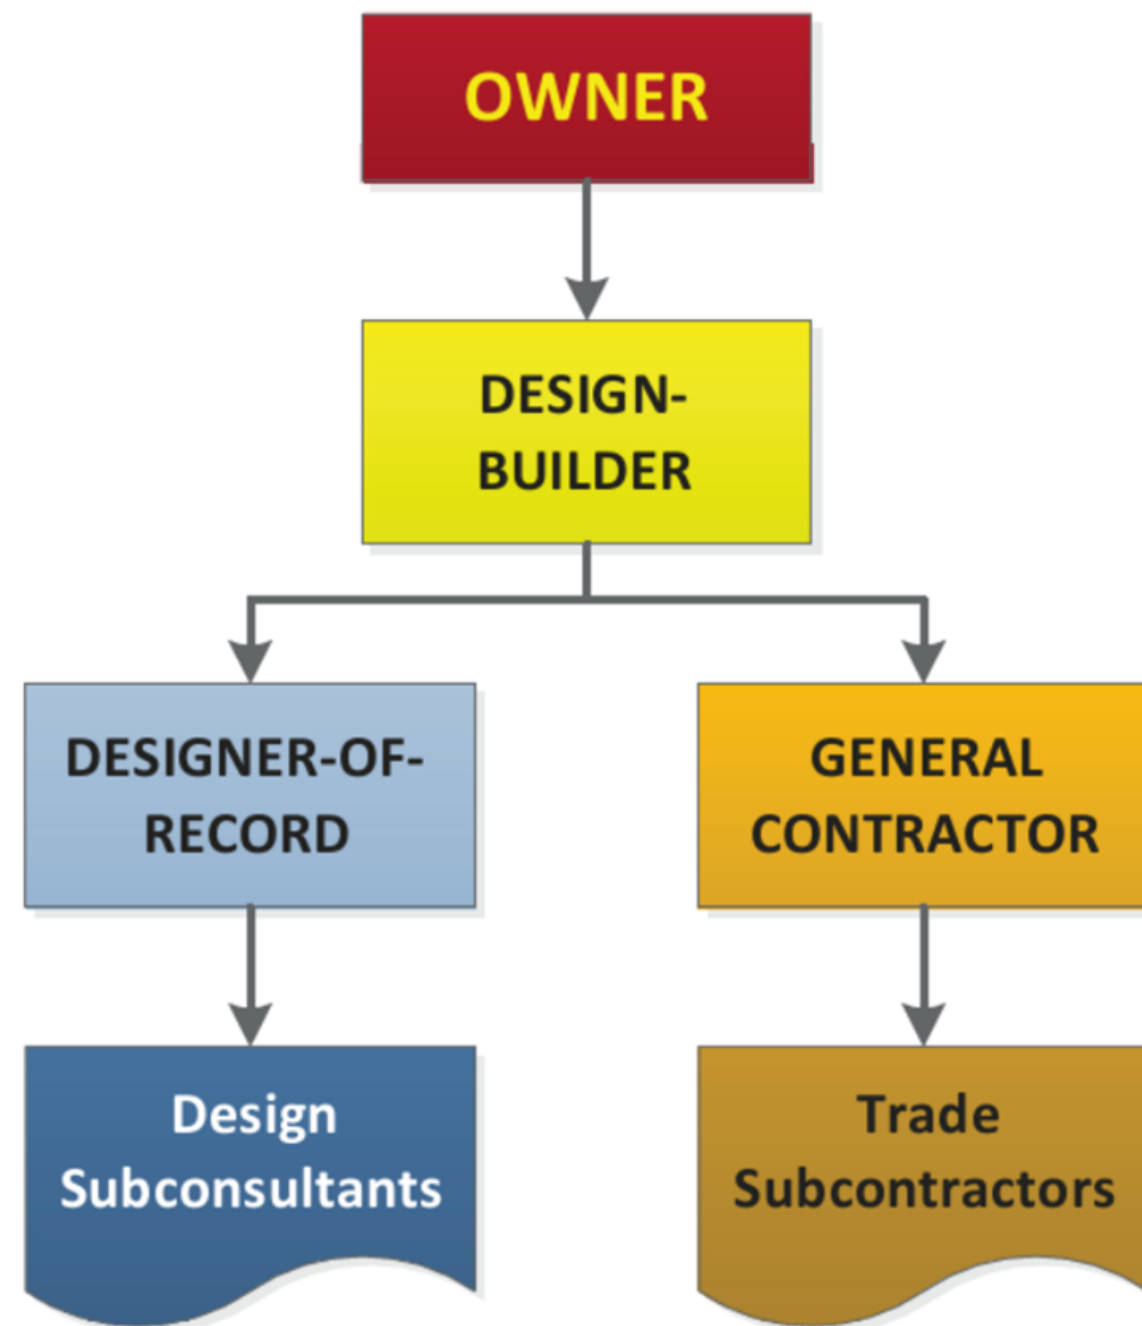 OWNER
DESIGN-
BUILDER
DESIGNER-OF-
RECORD
GENERAL
CONTRACTOR
Design
Subconsultants
Trade
Subcontractors